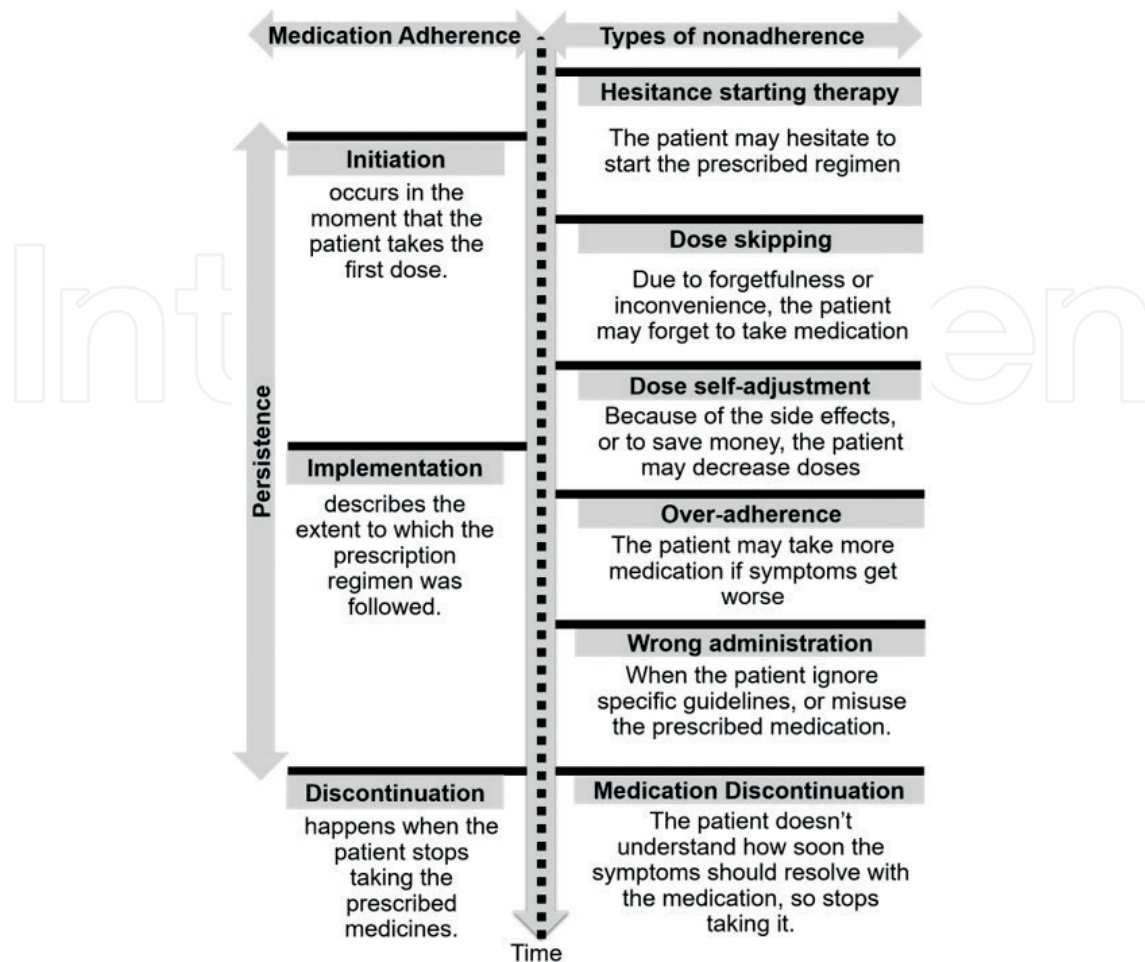 Medication Adherence
Types of nonadherence
Persistence
Initiation
occurs in the
moment that the
patient takes the
first dose.
Implementation
describes the
extent to which the
prescription
regimen was
followed.
Discontinuation
happens when the
patient stops
taking the
prescribed
medicines.
Hesitance starting therapy
The patient may hesitate to
start the prescribed regimen
Dose skipping
Due to forgetfulness or
inconvenience, the patient
may forget to take medication
Dose self-adjustment
Because of the side effects,
or to save money, the patient
may decrease doses
Over-adherence
The patient may take more
medication if symptoms get
worse
Wrong administration
When the patient ignore
specific guidelines, or misuse
the prescribed medication.
Medication Discontinuation
The patient doesn't
understand how soon the
symptoms should resolve with
the medication, so stops
taking it.
Time